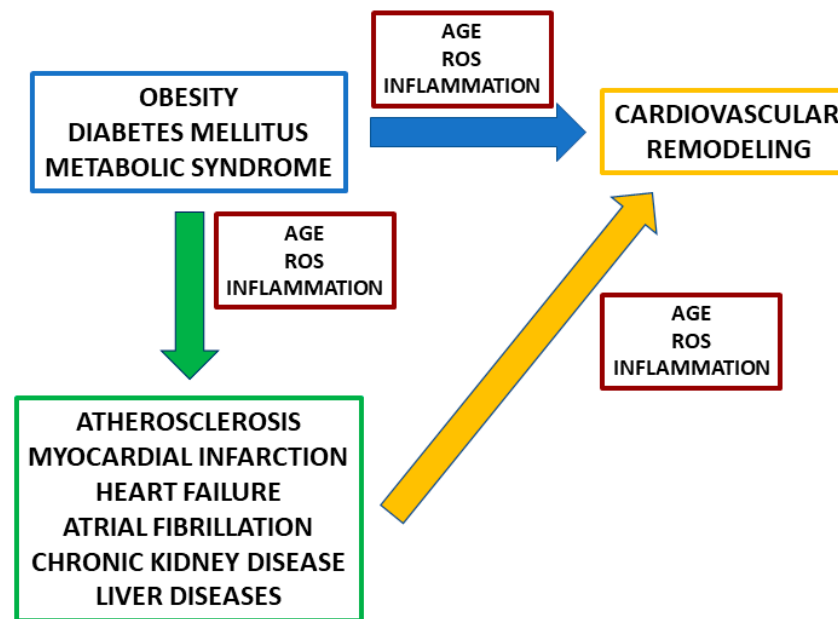 AGE
ROS
INFLAMMATION
OBESITY
DIABETES MELLITUS
METABOLIC SYNDROME
CARDIOVASCULAR
REMODELING
AGE
ROS
INFLAMMATION
AGE
ROS
INFLAMMATION
ATHEROSCLEROSIS
MYOCARDIAL INFARCTION
HEART FAILURE
ATRIAL FIBRILLATION
CHRONIC KIDNEY DISEASE
LIVER DISEASES